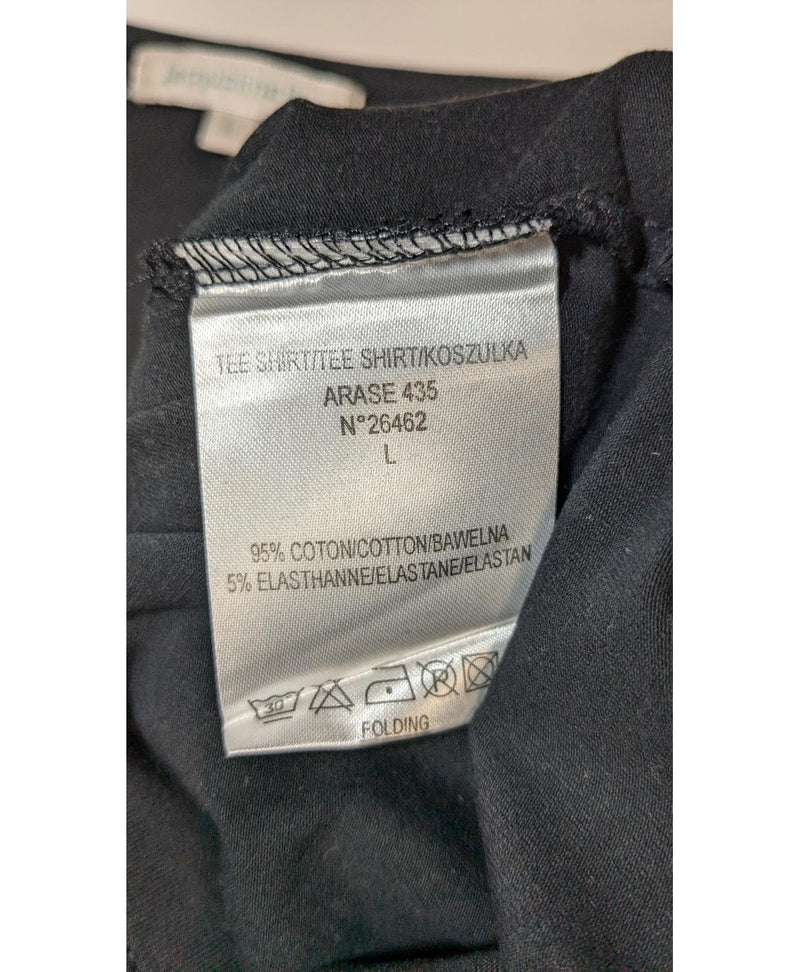 TEE SHIRT/TEE SHIRT/KOSZULKA
ARASE 435
N°26462
L
95% COTON/COTTON/BAWELNA
5% ELASTHANNE/ELASTANE/ELASTAN
30
P
FOLDING